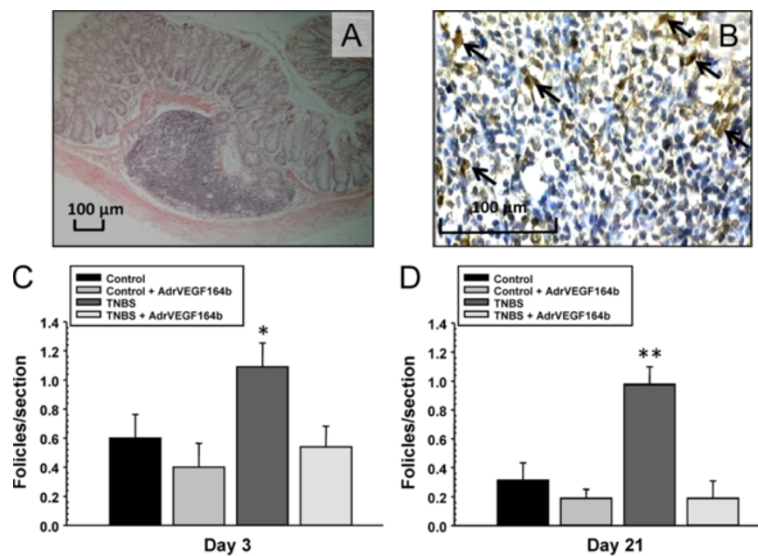 A
100 μm
B
100 μm
C
Control
Control + AdrVEGF164b
TNBS
TNBS + AdrVEGF164b
Follicles/section
1.4
1.2
1.0
0.8
0.6
0.4
0.2
0.0
*
Day 3
D
Control
Control + AdrVEGF164b
TNBS
TNBS + AdrVEGF164b
Follicles/section
1.4
1.2
1.0
0.8
0.6
0.4
0.2
0.0
**
Day 21